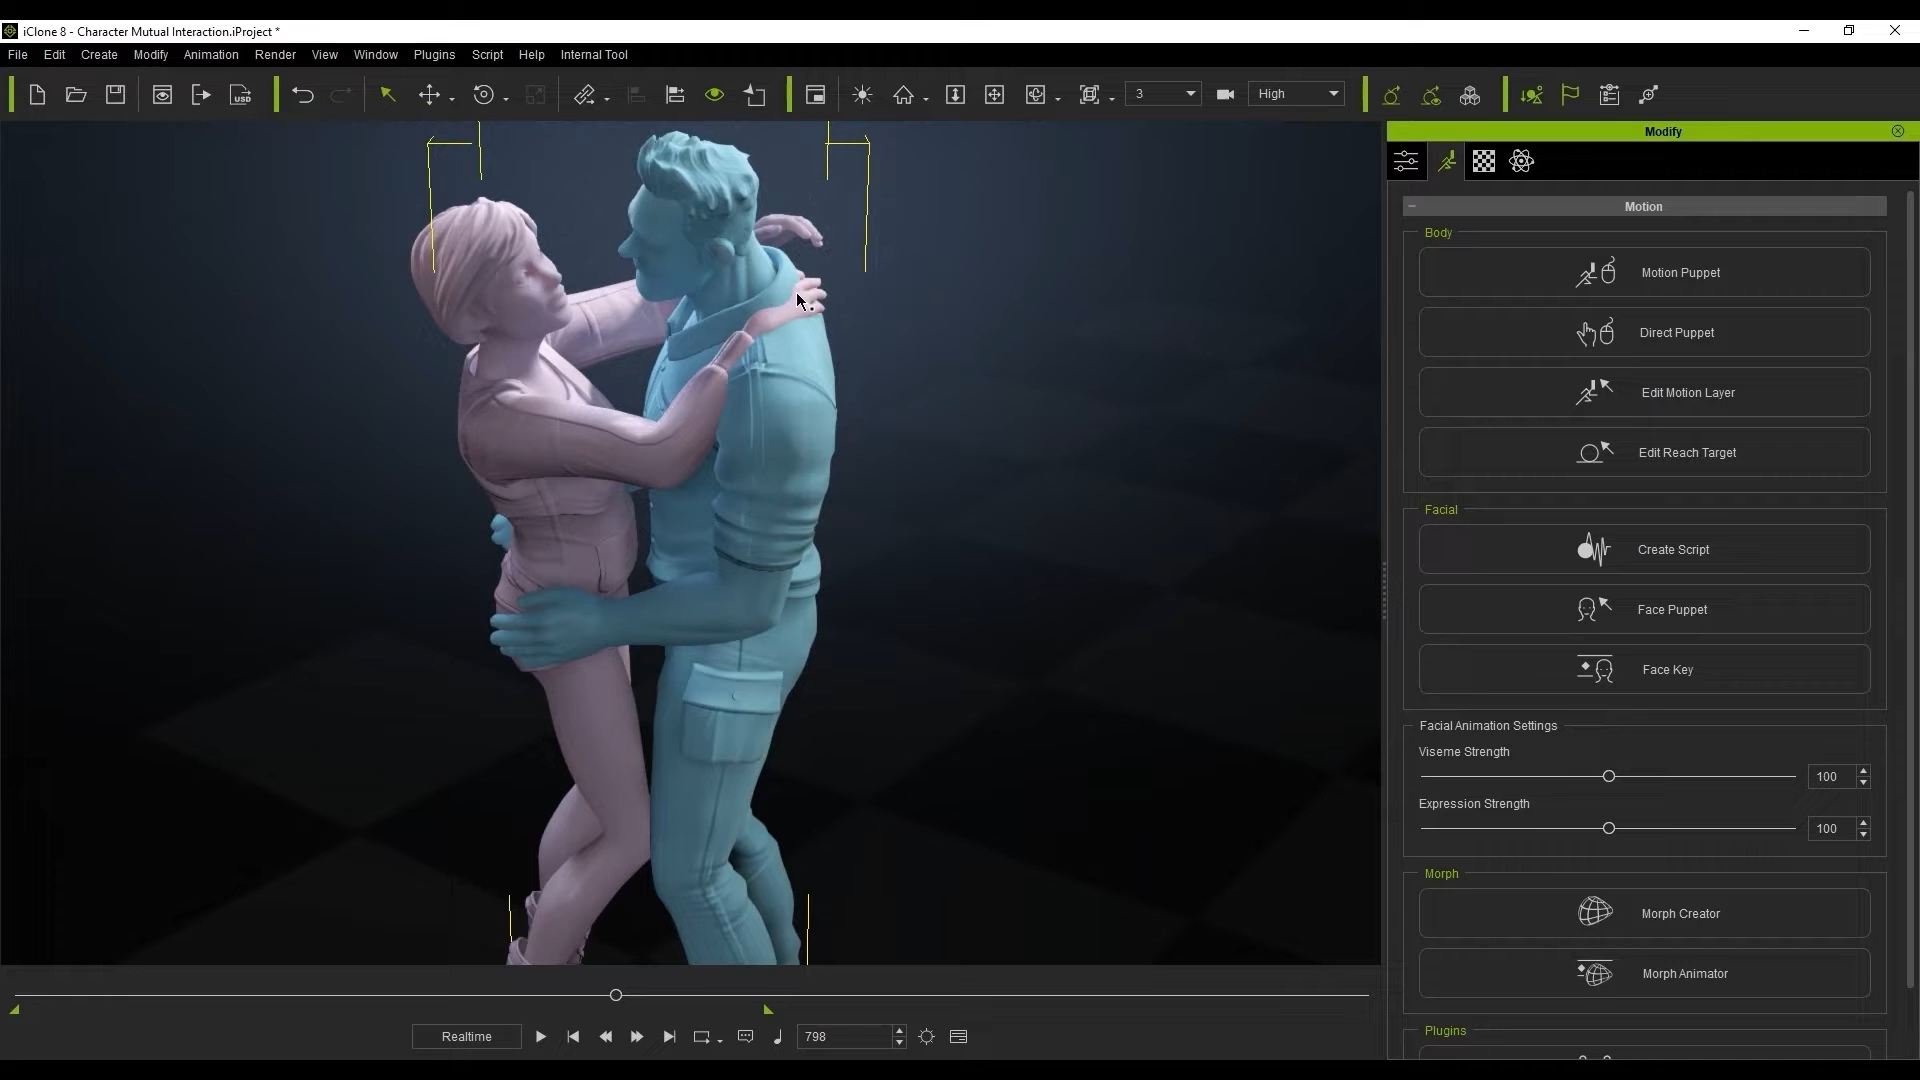 iClone 8 - Character Mutual Interaction.iProject *
File Edit Create Modify Animation Render View Window Plugins Script Help Internal Tool
USD 3 High
Modify
Motion
Body
Motion Puppet
Direct Puppet
Edit Motion Layer
Edit Reach Target
Facial
Create Script
Face Puppet
Face Key
Facial Animation Settings
Viseme Strength
100
Expression Strength
100
Morph
Morph Creator
Morph Animator
Plugins
Realtime 798